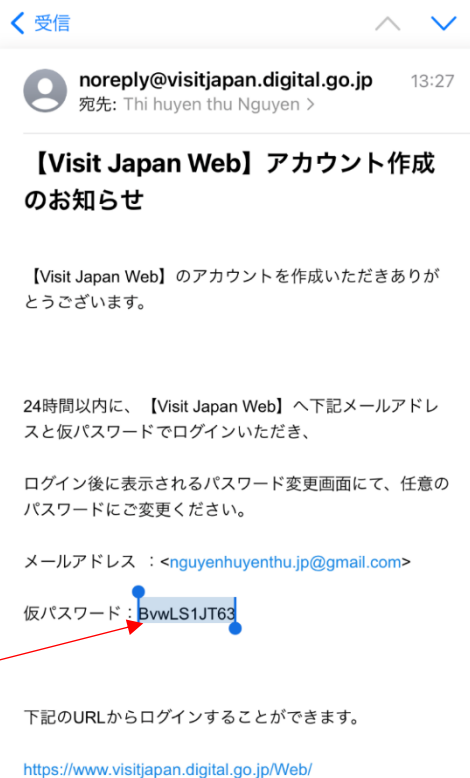 受信
noreply@visitjapan.digital.go.jp 13:27
宛先: Thi huyen thu Nguyen >
【Visit Japan Web】アカウント作成
のお知らせ
【Visit Japan Web】のアカウントを作成いただきありが
とうございます。
24時間以内に、【Visit Japan Web】へ下記メールアドレ
スと仮パスワードでログインいただき、
ログイン後に表示されるパスワード変更画面にて、任意の
パスワードにご変更ください。
メールアドレス ：<nguyenhuyenthu.jp@gmail.com>
仮パスワード：BvwLS1JT63
下記のURLからログインすることができます。
https://www.visitjapan.digital.go.jp/Web/